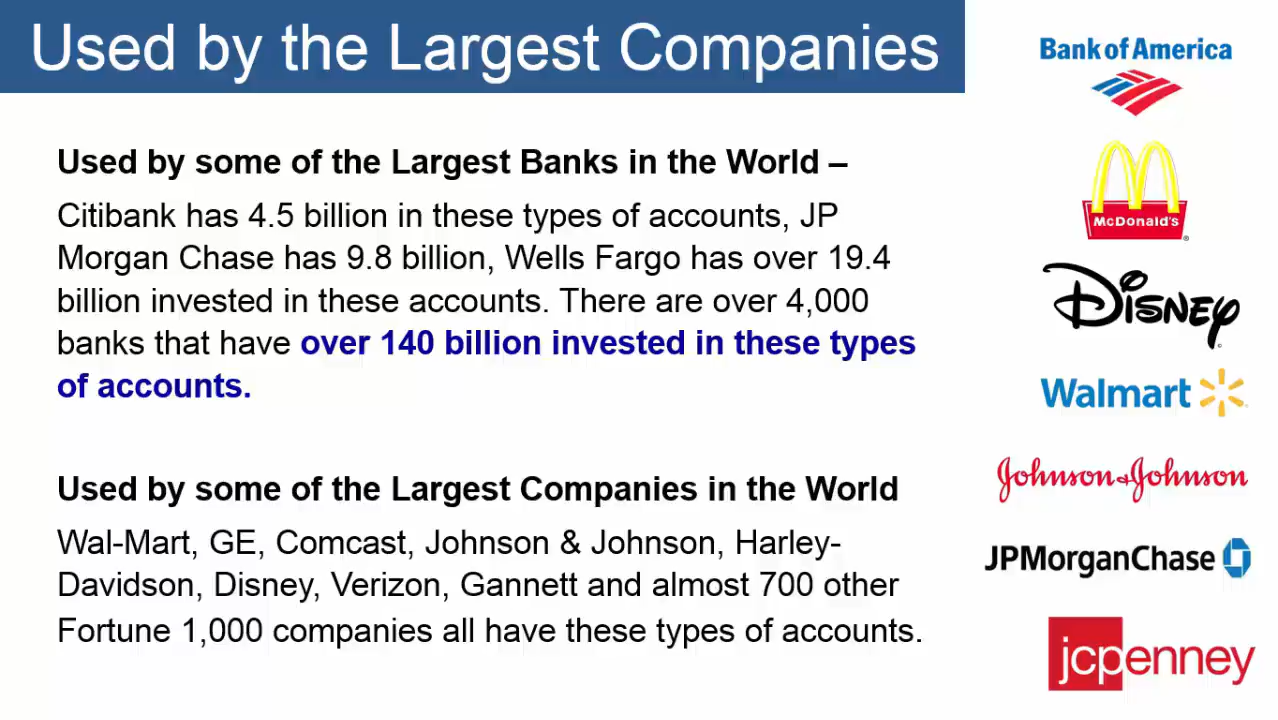 Used by the Largest Companies
Used by some of the Largest Banks in the World –
Citibank has 4.5 billion in these types of accounts, JP
Morgan Chase has 9.8 billion, Wells Fargo has over 19.4
billion invested in these accounts. There are over 4,000
banks that have over 140 billion invested in these types
of accounts.
Used by some of the Largest Companies in the World
Wal-Mart, GE, Comcast, Johnson & Johnson, Harley-
Davidson, Disney, Verizon, Gannett and almost 700 other
Fortune 1,000 companies all have these types of accounts.
Bank of America
McDonald's ®
Disney
Walmart
Johnson & Johnson
JPMorganChase
jcpenney